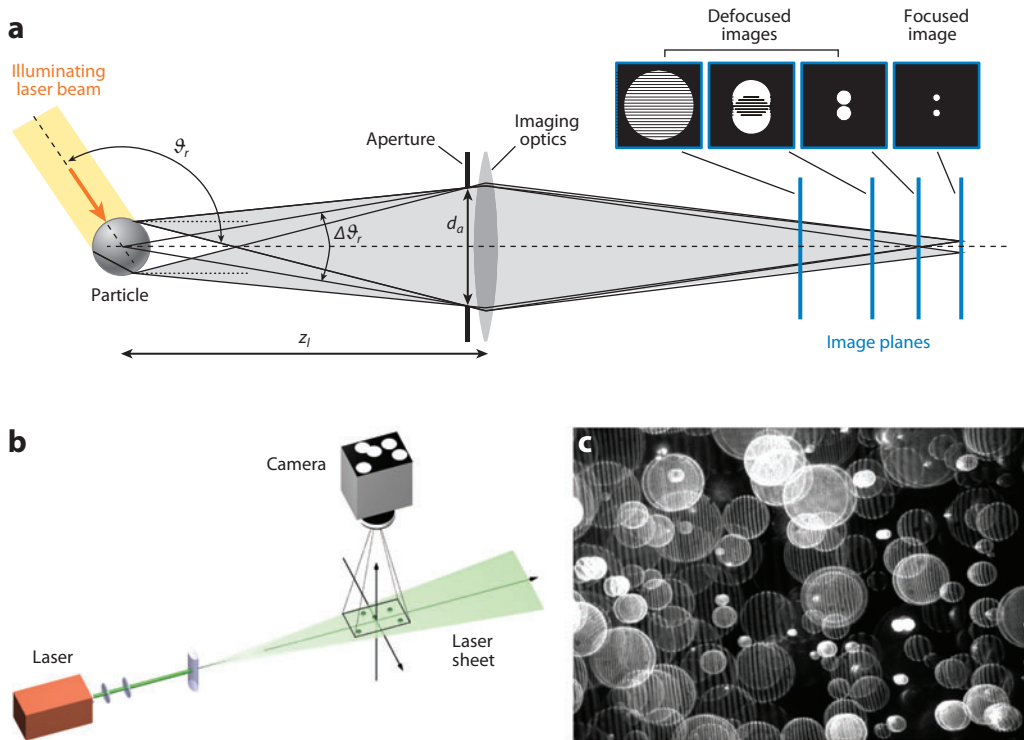 a
Defocused
images
Focused
image
Illuminating
laser beam
ϑr
Aperture
Imaging
optics
da
Δϑr
Particle
zl
Image planes
b
Camera
Laser
Laser
sheet
c